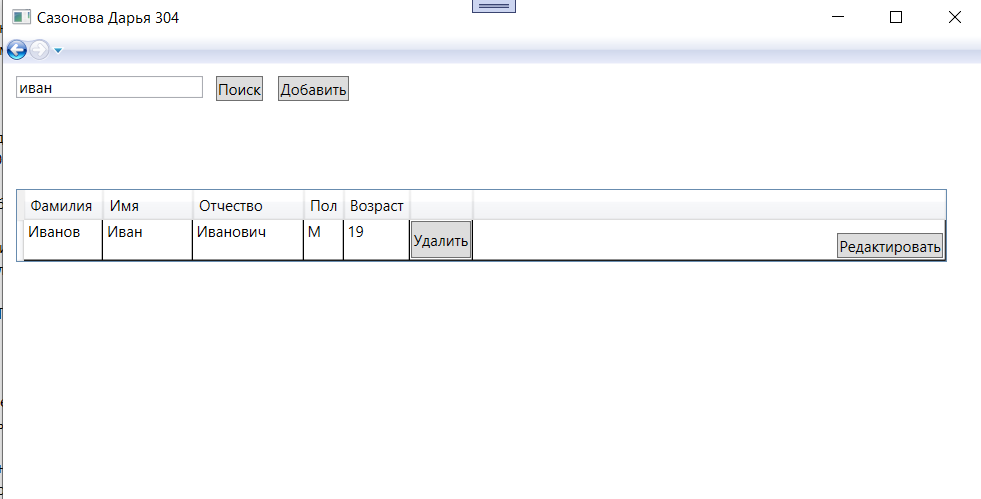 Сазонова Дарья 304
иван Поиск Добавить
Фамилия Имя Отчество Пол Возраст
Иванов Иван Иванович М 19 Удалить Редактировать